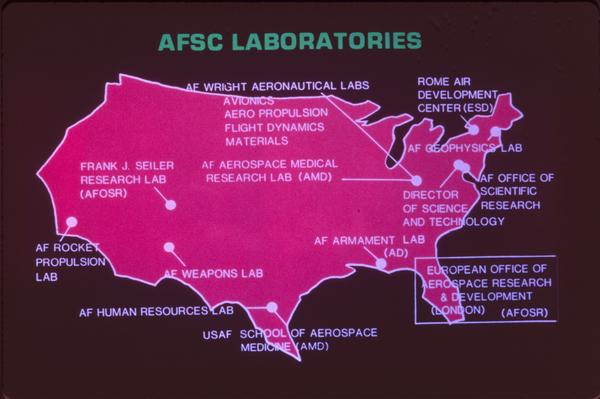 AFSC LABORATORIES
AF WRIGHT AERONAUTICAL LABS
AVIONICS
AERO PROPULSION
FLIGHT DYNAMICS
MATERIALS
ROME AIR
DEVELOPMENT
CENTER (ESD)
AF GEOPHYSICS LAB
FRANK J. SEILER
RESEARCH LAB
(AFOSR)
AF AEROSPACE MEDICAL
RESEARCH LAB (AMD)
AF OFFICE OF
SCIENTIFIC
RESEARCH
DIRECTOR
OF SCIENCE
AND TECHNOLOGY
AF ROCKET
PROPULSION
LAB
AF WEAPONS LAB
AF ARMAMENT LAB
(AD)
EUROPEAN OFFICE OF
AEROSPACE RESEARCH
& DEVELOPMENT
(LONDON) (AFOSR)
AF HUMAN RESOURCES LAB
USAF SCHOOL OF AEROSPACE
MEDICINE (AMD)